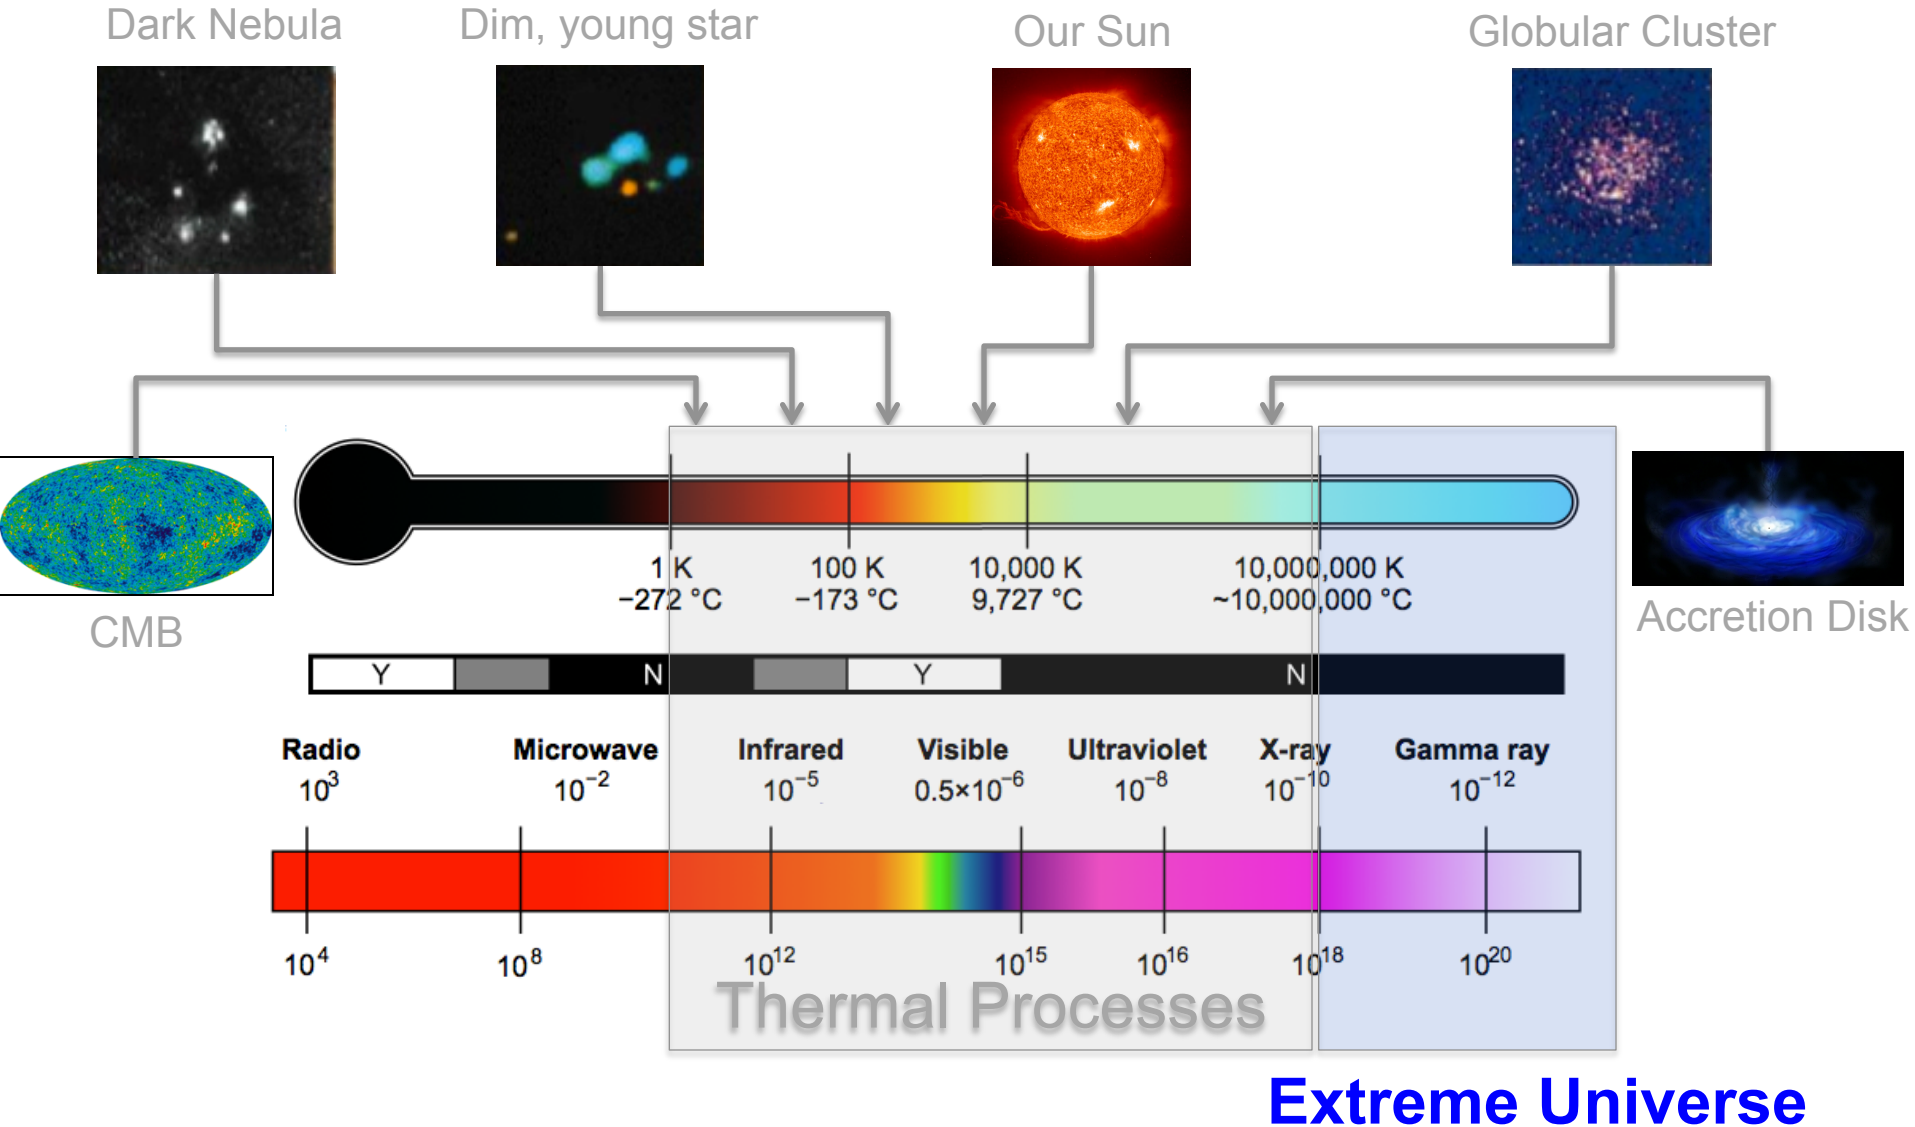 Dark Nebula
Dim, young star
Our Sun
Globular Cluster
CMB
Accretion Disk
1 K
−272 °C
100 K
−173 °C
10,000 K
9,727 °C
10,000,000 K
~10,000,000 °C
Y
N
Y
N
Radio
10³
Microwave
10⁻²
Infrared
10⁻⁵
Visible
0.5×10⁻⁶
Ultraviolet
10⁻⁸
X-ray
10⁻¹⁰
Gamma ray
10⁻¹²
10⁴
10⁸
10¹²
10¹⁵
10¹⁶
10¹⁸
10²⁰
Thermal Processes
Extreme Universe